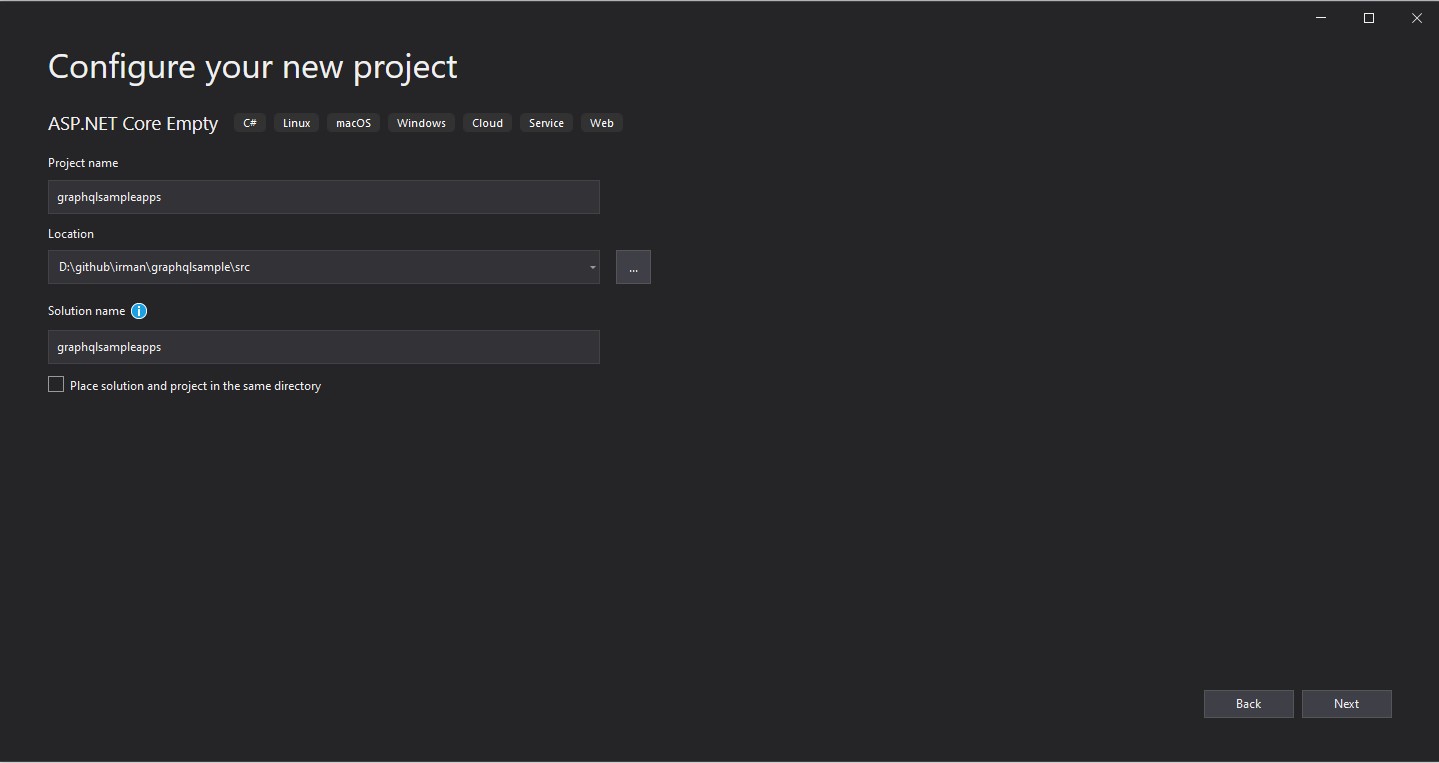 Configure your new project
ASP.NET Core Empty C# Linux macOS Windows Cloud Service Web
Project name
graphqlsampleapps
Location
D:\github\irman\graphqlsample\src
...
Solution name i
graphqlsampleapps
Place solution and project in the same directory
Back Next